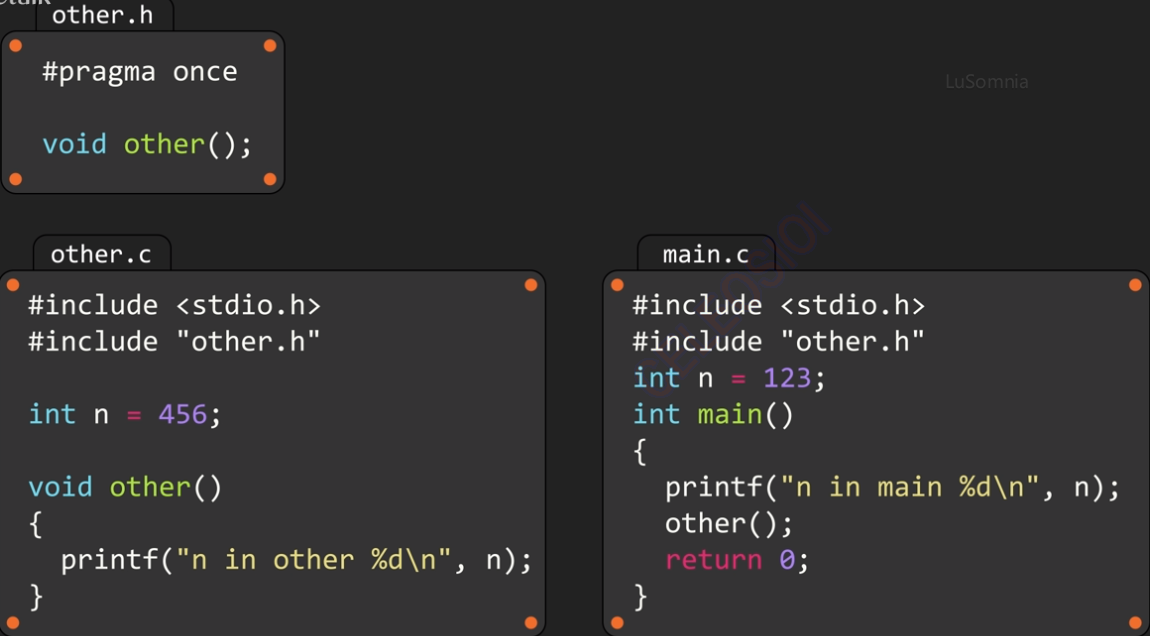 other.h
#pragma once
void other();
LuSomnia
other.c
#include <stdio.h>
#include "other.h"
int n = 456;
void other()
{
printf("n in other %d\n", n);
}
main.c
#include <stdio.h>
#include "other.h"
int n = 123;
int main()
{
printf("n in main %d\n", n);
other();
return 0;
}